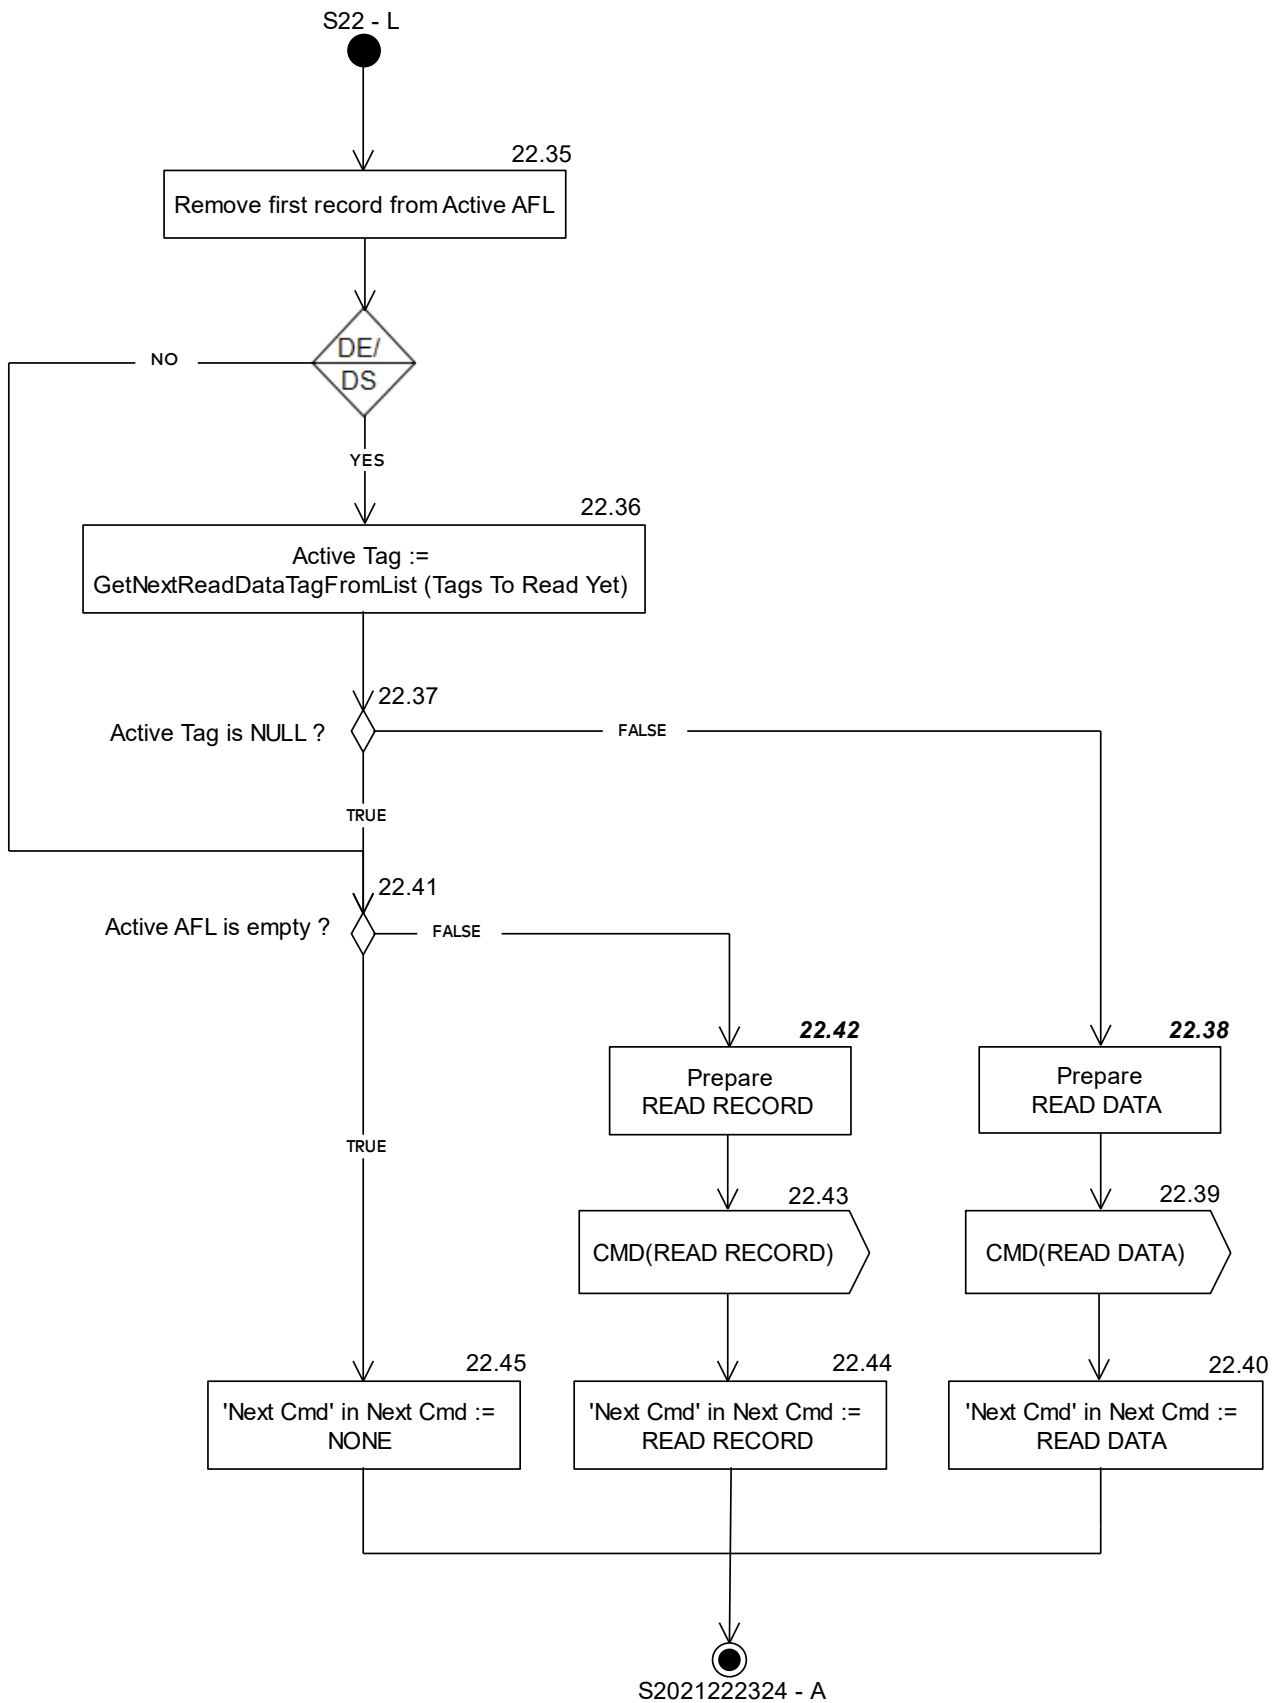 S22 - L
22.35
Remove first record from Active AFL
DE/
DS
NO
YES
22.36
Active Tag :=
GetNextReadDataTagFromList (Tags To Read Yet)
22.37
Active Tag is NULL ?
FALSE
TRUE
22.41
Active AFL is empty ?
FALSE
22.42
22.38
Prepare
READ RECORD
Prepare
READ DATA
TRUE
22.43
22.39
CMD(READ RECORD)
CMD(READ DATA)
22.45
22.44
22.40
'Next Cmd' in Next Cmd :=
NONE
'Next Cmd' in Next Cmd :=
READ RECORD
'Next Cmd' in Next Cmd :=
READ DATA
S2021222324 - A